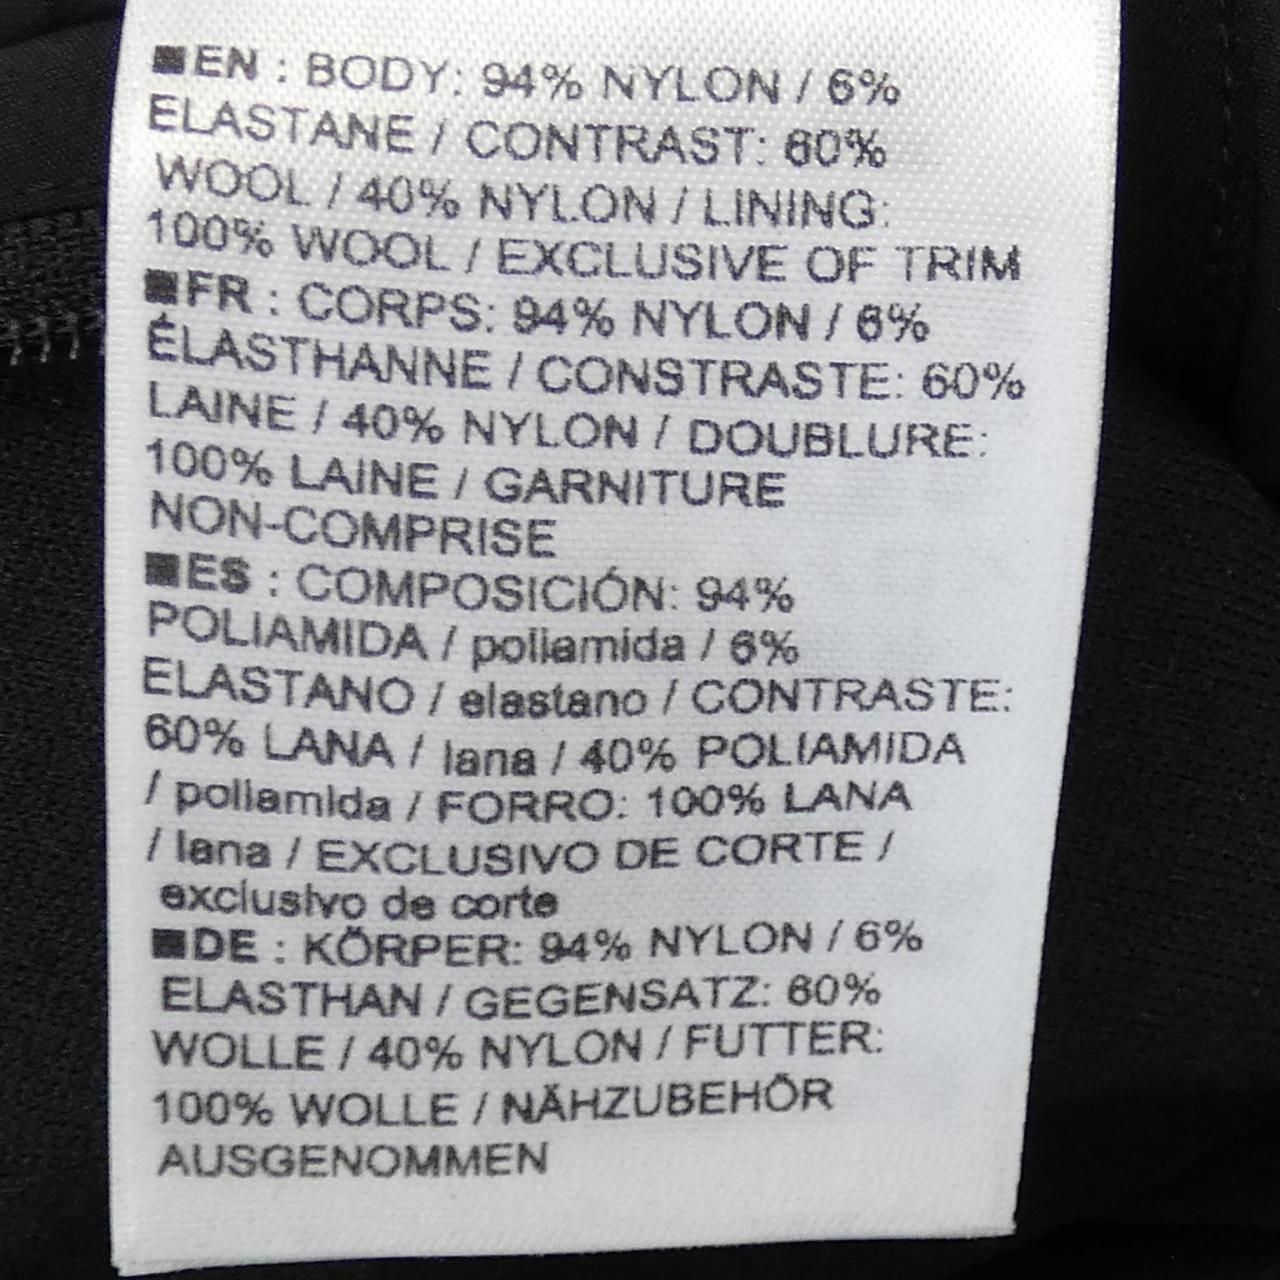 ■EN : BODY: 94% NYLON / 6%
ELASTANE / CONTRAST: 60%
WOOL / 40% NYLON / LINING:
100% WOOL / EXCLUSIVE OF TRIM
■FR : CORPS: 94% NYLON / 6%
ÉLASTHANNE / CONSTRASTE: 60%
LAINE / 40% NYLON / DOUBLURE:
100% LAINE / GARNITURE
NON-COMPRISE
■ES : COMPOSICIÓN: 94%
POLIAMIDA / poliamida / 6%
ELASTANO / elastano / CONTRASTE:
60% LANA / lana / 40% POLIAMIDA
/ poliamida / FORRO: 100% LANA
/ lana / EXCLUSIVO DE CORTE /
exclusivo de corte
■DE : KÖRPER: 94% NYLON / 6%
ELASTHAN / GEGENSATZ: 60%
WOLLE / 40% NYLON / FUTTER:
100% WOLLE / NÄHZUBEHÖR
AUSGENOMMEN